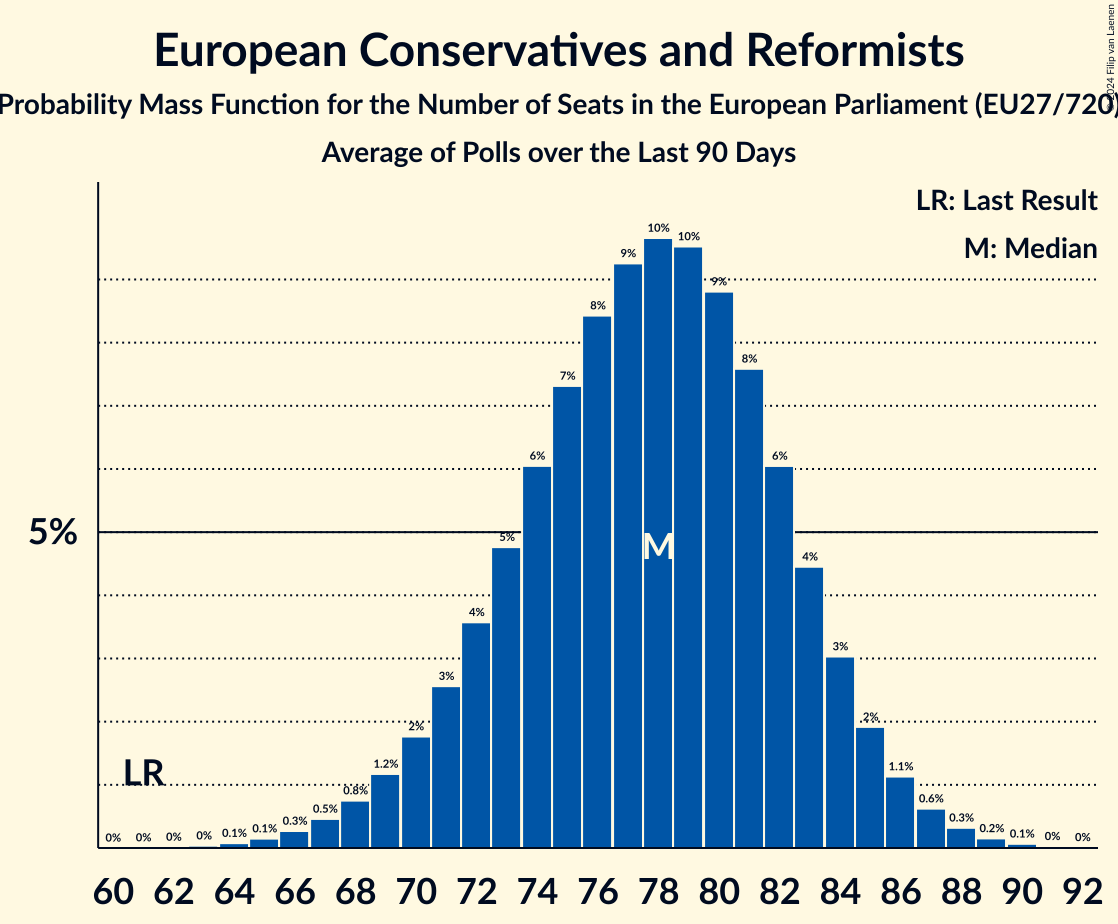 European Conservatives and Reformists
Probability Mass Function for the Number of Seats in the European Parliament (EU27/720)
Average of Polls over the Last 90 Days
© 2024 Filip van Laenen
LR: Last Result
M: Median
10%
10%
9%
9%
8%
8%
7%
6%
6%
5%
5%
M
4%
4%
3%
3%
2%
2%
LR
1.2%
1.1%
0.8%
0.6%
0.5%
0.3%
0.3%
0% 0% 0% 0% 0.1% 0.1% 0.2% 0.1% 0% 0%
60 62 64 66 68 70 72 74 76 78 80 82 84 86 88 90 92